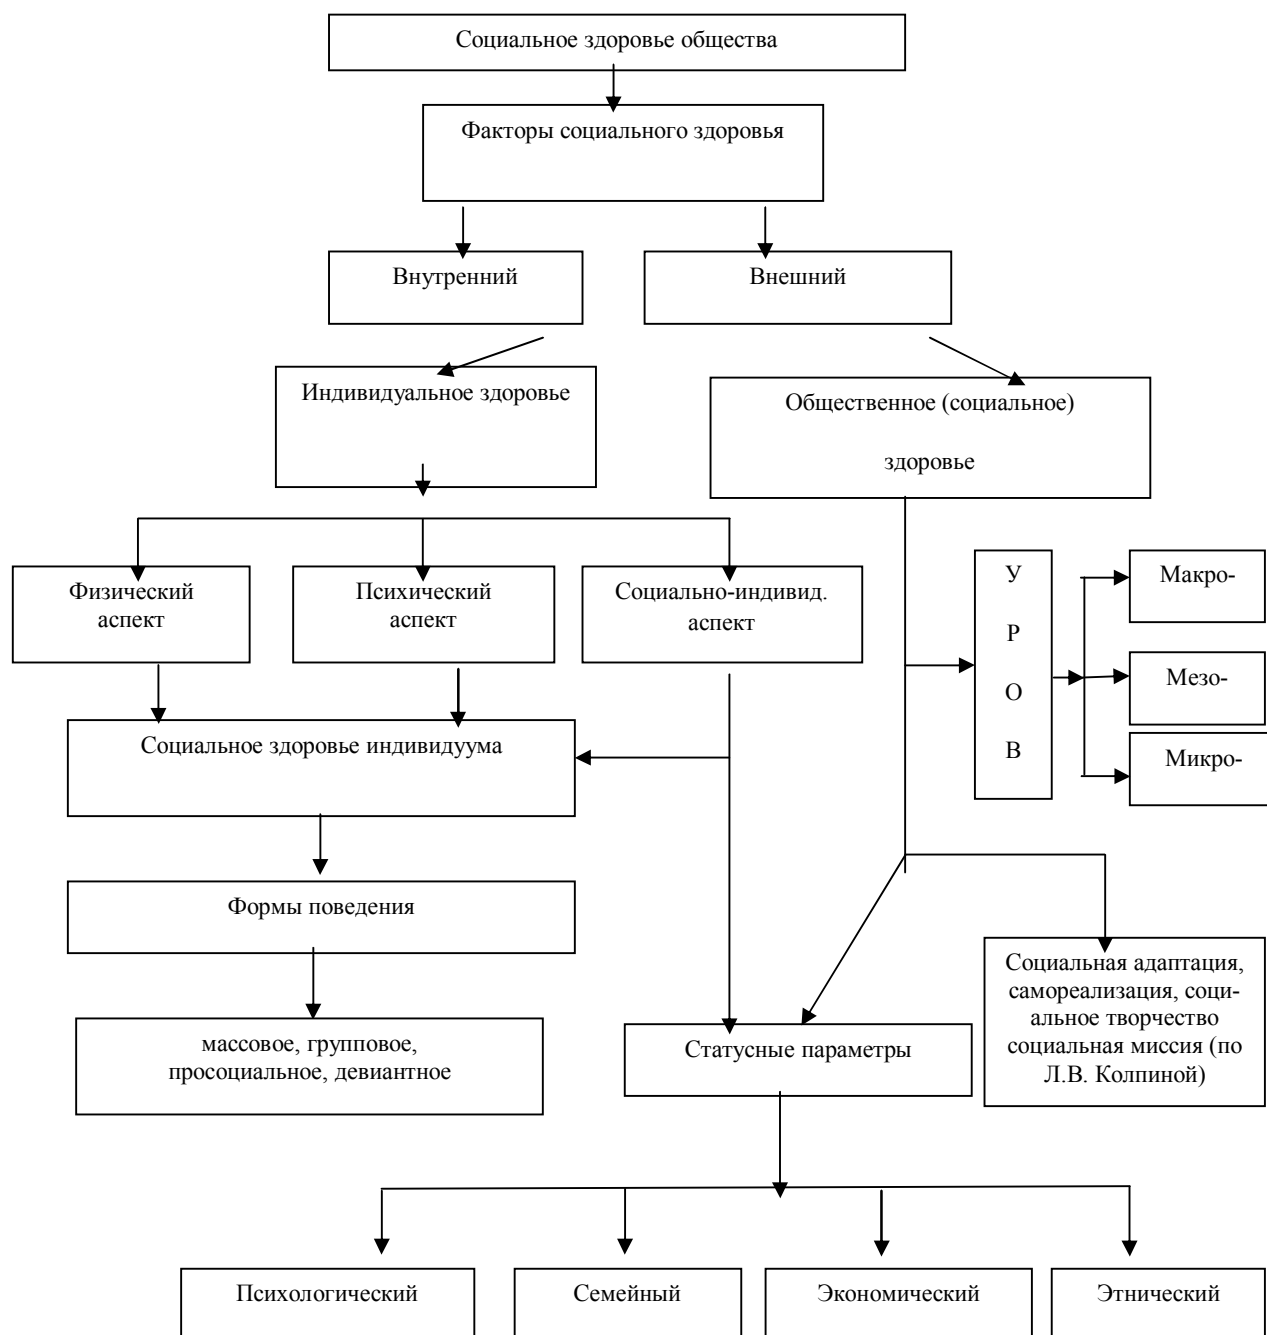 Социальное здоровье общества
Факторы социального здоровья
Внутренний
Внешний
Индивидуальное здоровье
Общественное (социальное)
здоровье
Физический
аспект
Психический
аспект
Социально-индивид.
аспект
У
Р
О
В
Макро-
Мезо-
Микро-
Социальное здоровье индивидуума
Формы поведения
массовое, групповое,
просоциальное, девиантное
Статусные параметры
Социальная адаптация,
самореализация, соци-
альное творчество
социальная миссия (по
Л.В. Колпиной)
Психологический
Семейный
Экономический
Этнический